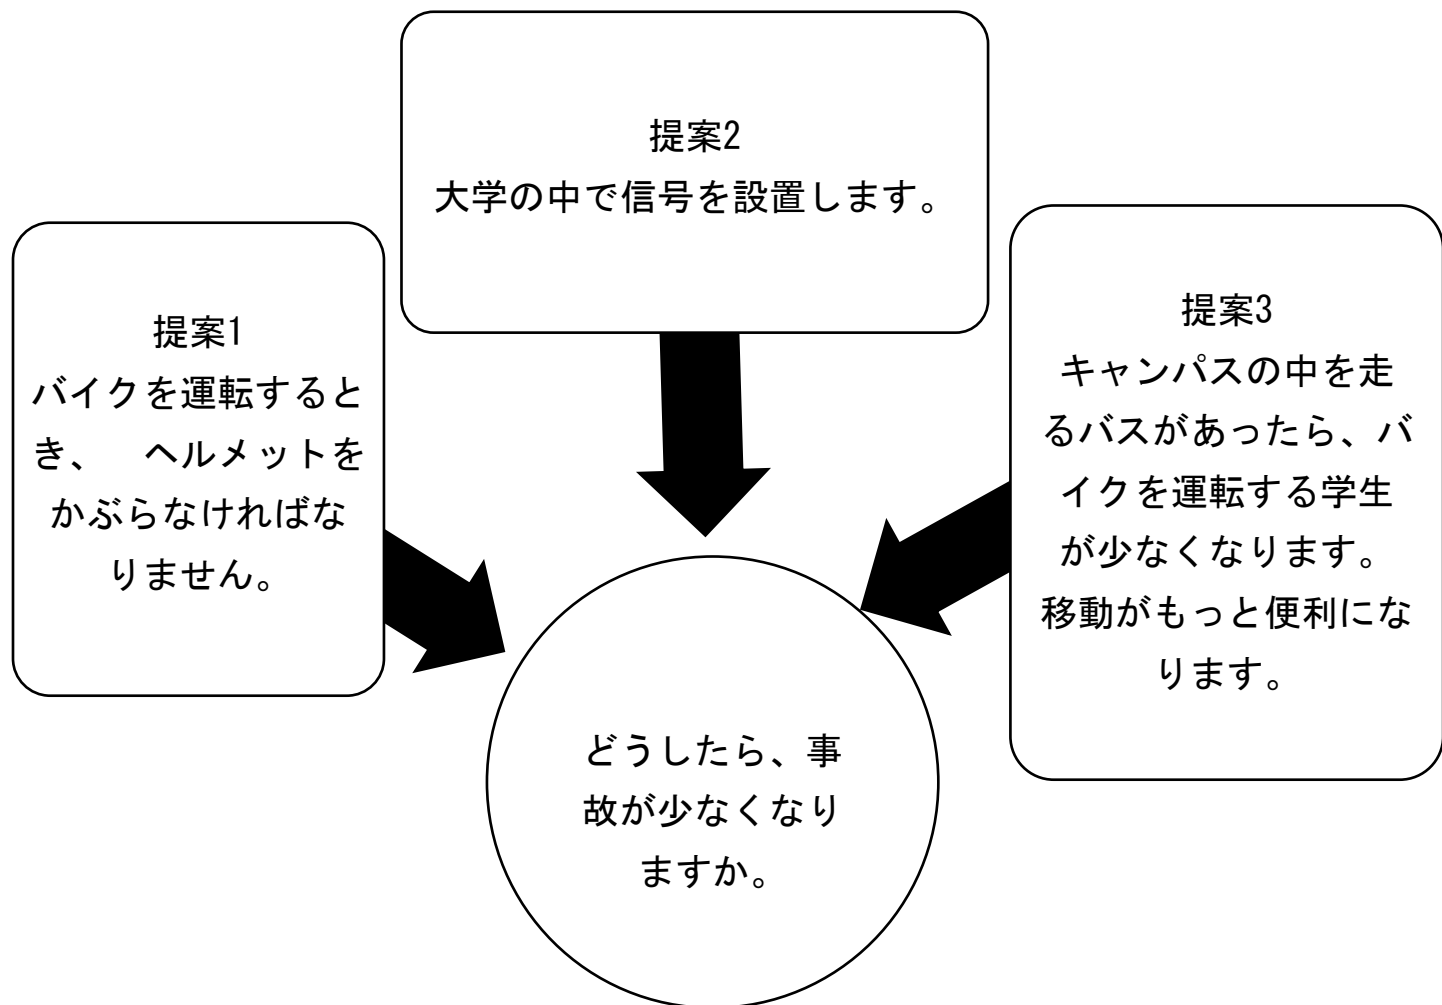 提案1
バイクを運転すると
き、　ヘルメットを
かぶらなければな
りません。
提案2
大学の中で信号を設置します。
提案3
キャンパスの中を走
るバスがあったら、バ
イクを運転する学生
が少なくなります。
移動がもっと便利にな
ります。
どうしたら、事
故が少なくなり
ますか。